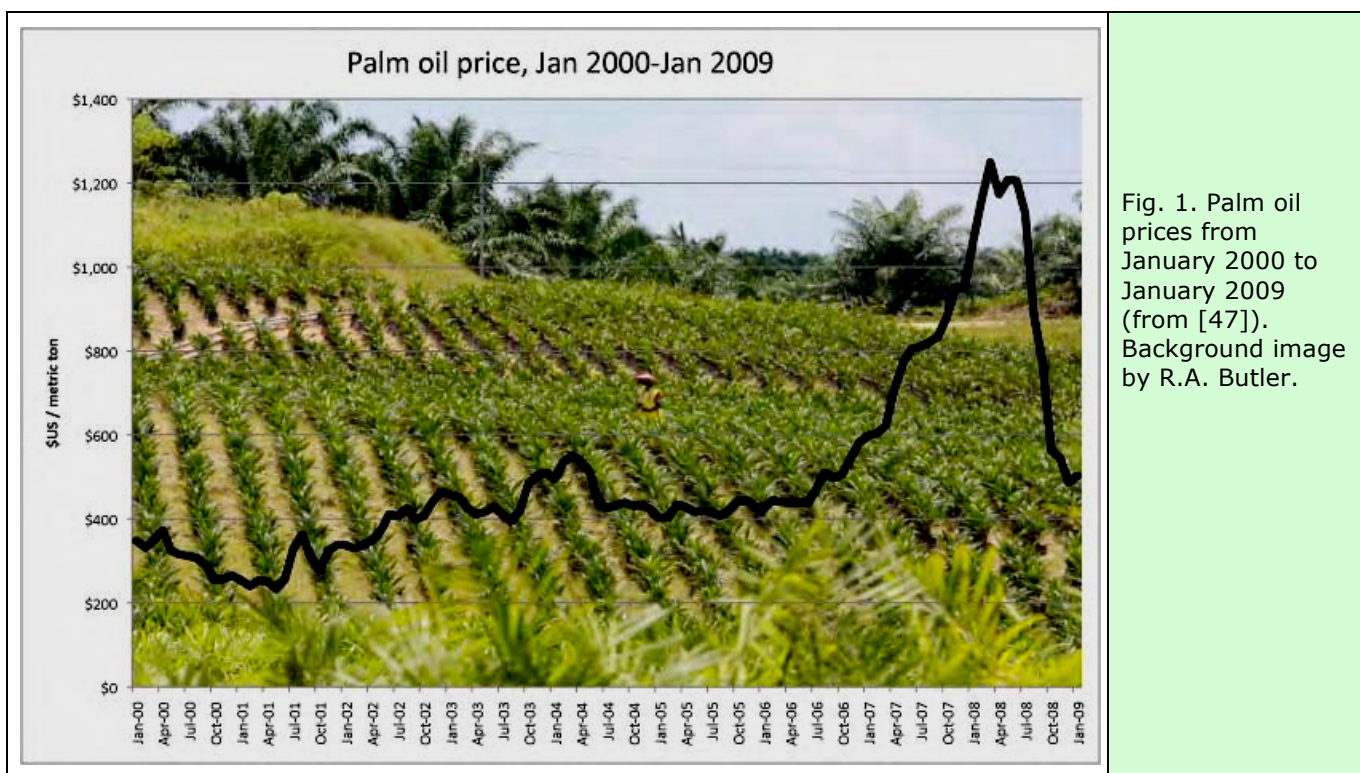 Palm oil price, Jan 2000-Jan 2009
$1,400
$1,200
$1,000
$800
$600
$400
$200
$0
$US / metric ton
Jan-00
Apr-00
Jul-00
Oct-00
Jan-01
Apr-01
Jul-01
Oct-01
Jan-02
Apr-02
Jul-02
Oct-02
Jan-03
Apr-03
Jul-03
Oct-03
Jan-04
Apr-04
Jul-04
Oct-04
Jan-05
Apr-05
Jul-05
Oct-05
Jan-06
Apr-06
Jul-06
Oct-06
Jan-07
Apr-07
Jul-07
Oct-07
Jan-08
Apr-08
Jul-08
Oct-08
Jan-09
Fig. 1. Palm oil
prices from
January 2000 to
January 2009
(from [47]).
Background image
by R.A. Butler.